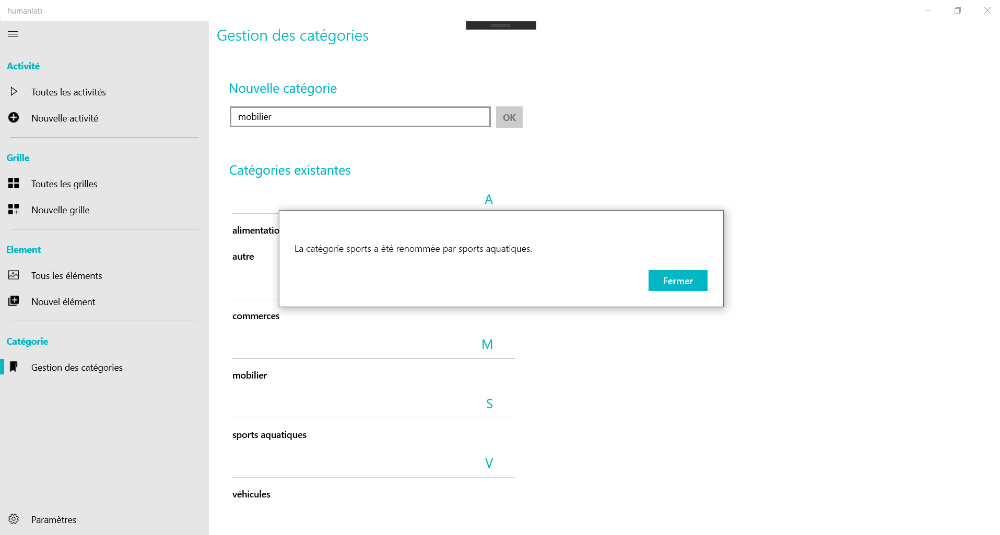 humanlab
Activité
Toutes les activités
Nouvelle activité
Grille
Toutes les grilles
Nouvelle grille
Element
Tous les éléments
Nouvel élément
Catégorie
Gestion des catégories
Paramètres
Gestion des catégories
Nouvelle catégorie
mobilier OK
Catégories existantes
A
alimentatio
autre
La catégorie sports a été renommée par sports aquatiques.
Fermer
commerces
M
mobilier
S
sports aquatiques
V
véhicules